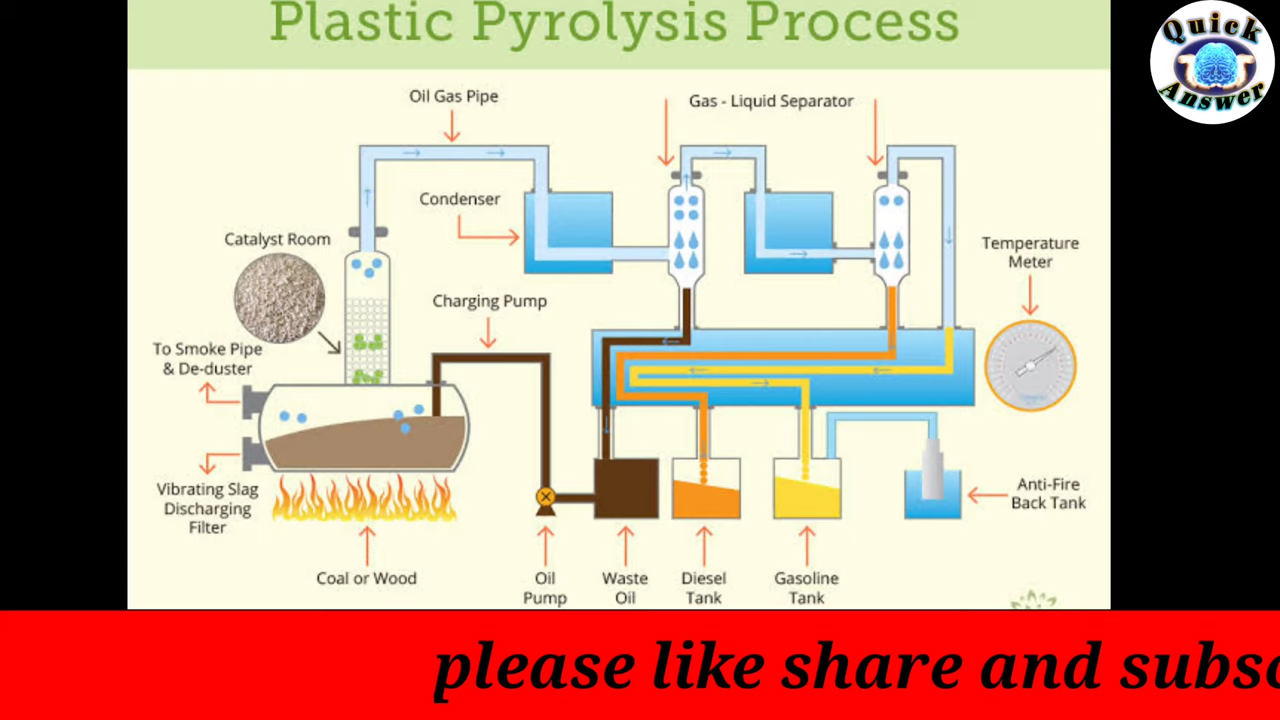 Plastic Pyrolysis Process
Quick
Answer
Oil Gas Pipe
Gas - Liquid Separator
Condenser
Catalyst Room
Temperature
Meter
Charging Pump
To Smoke Pipe
& De-duster
Vibrating Slag
Discharging
Filter
Anti-Fire
Back Tank
Coal or Wood
Oil
Pump
Waste
Oil
Diesel
Tank
Gasoline
Tank
please like share and subsc